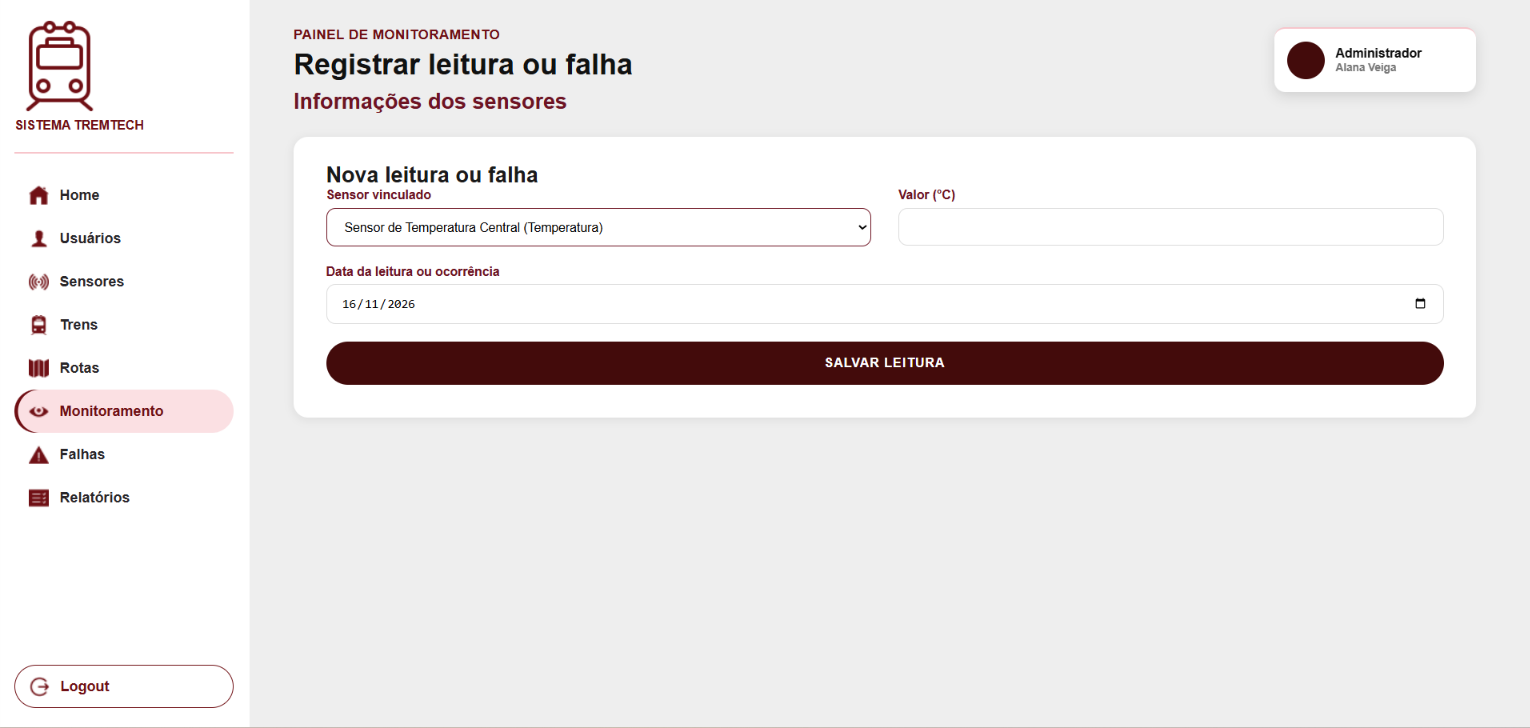 SISTEMA TREMTECH
Home
Usuários
Sensores
Trens
Rotas
Monitoramento
Falhas
Relatórios
Logout
PAINEL DE MONITORAMENTO
Registrar leitura ou falha
Informações dos sensores
Administrador
Alana Veiga
Nova leitura ou falha
Sensor vinculado
Valor (°C)
Sensor de Temperatura Central (Temperatura)
Data da leitura ou ocorrência
16/11/2026
SALVAR LEITURA